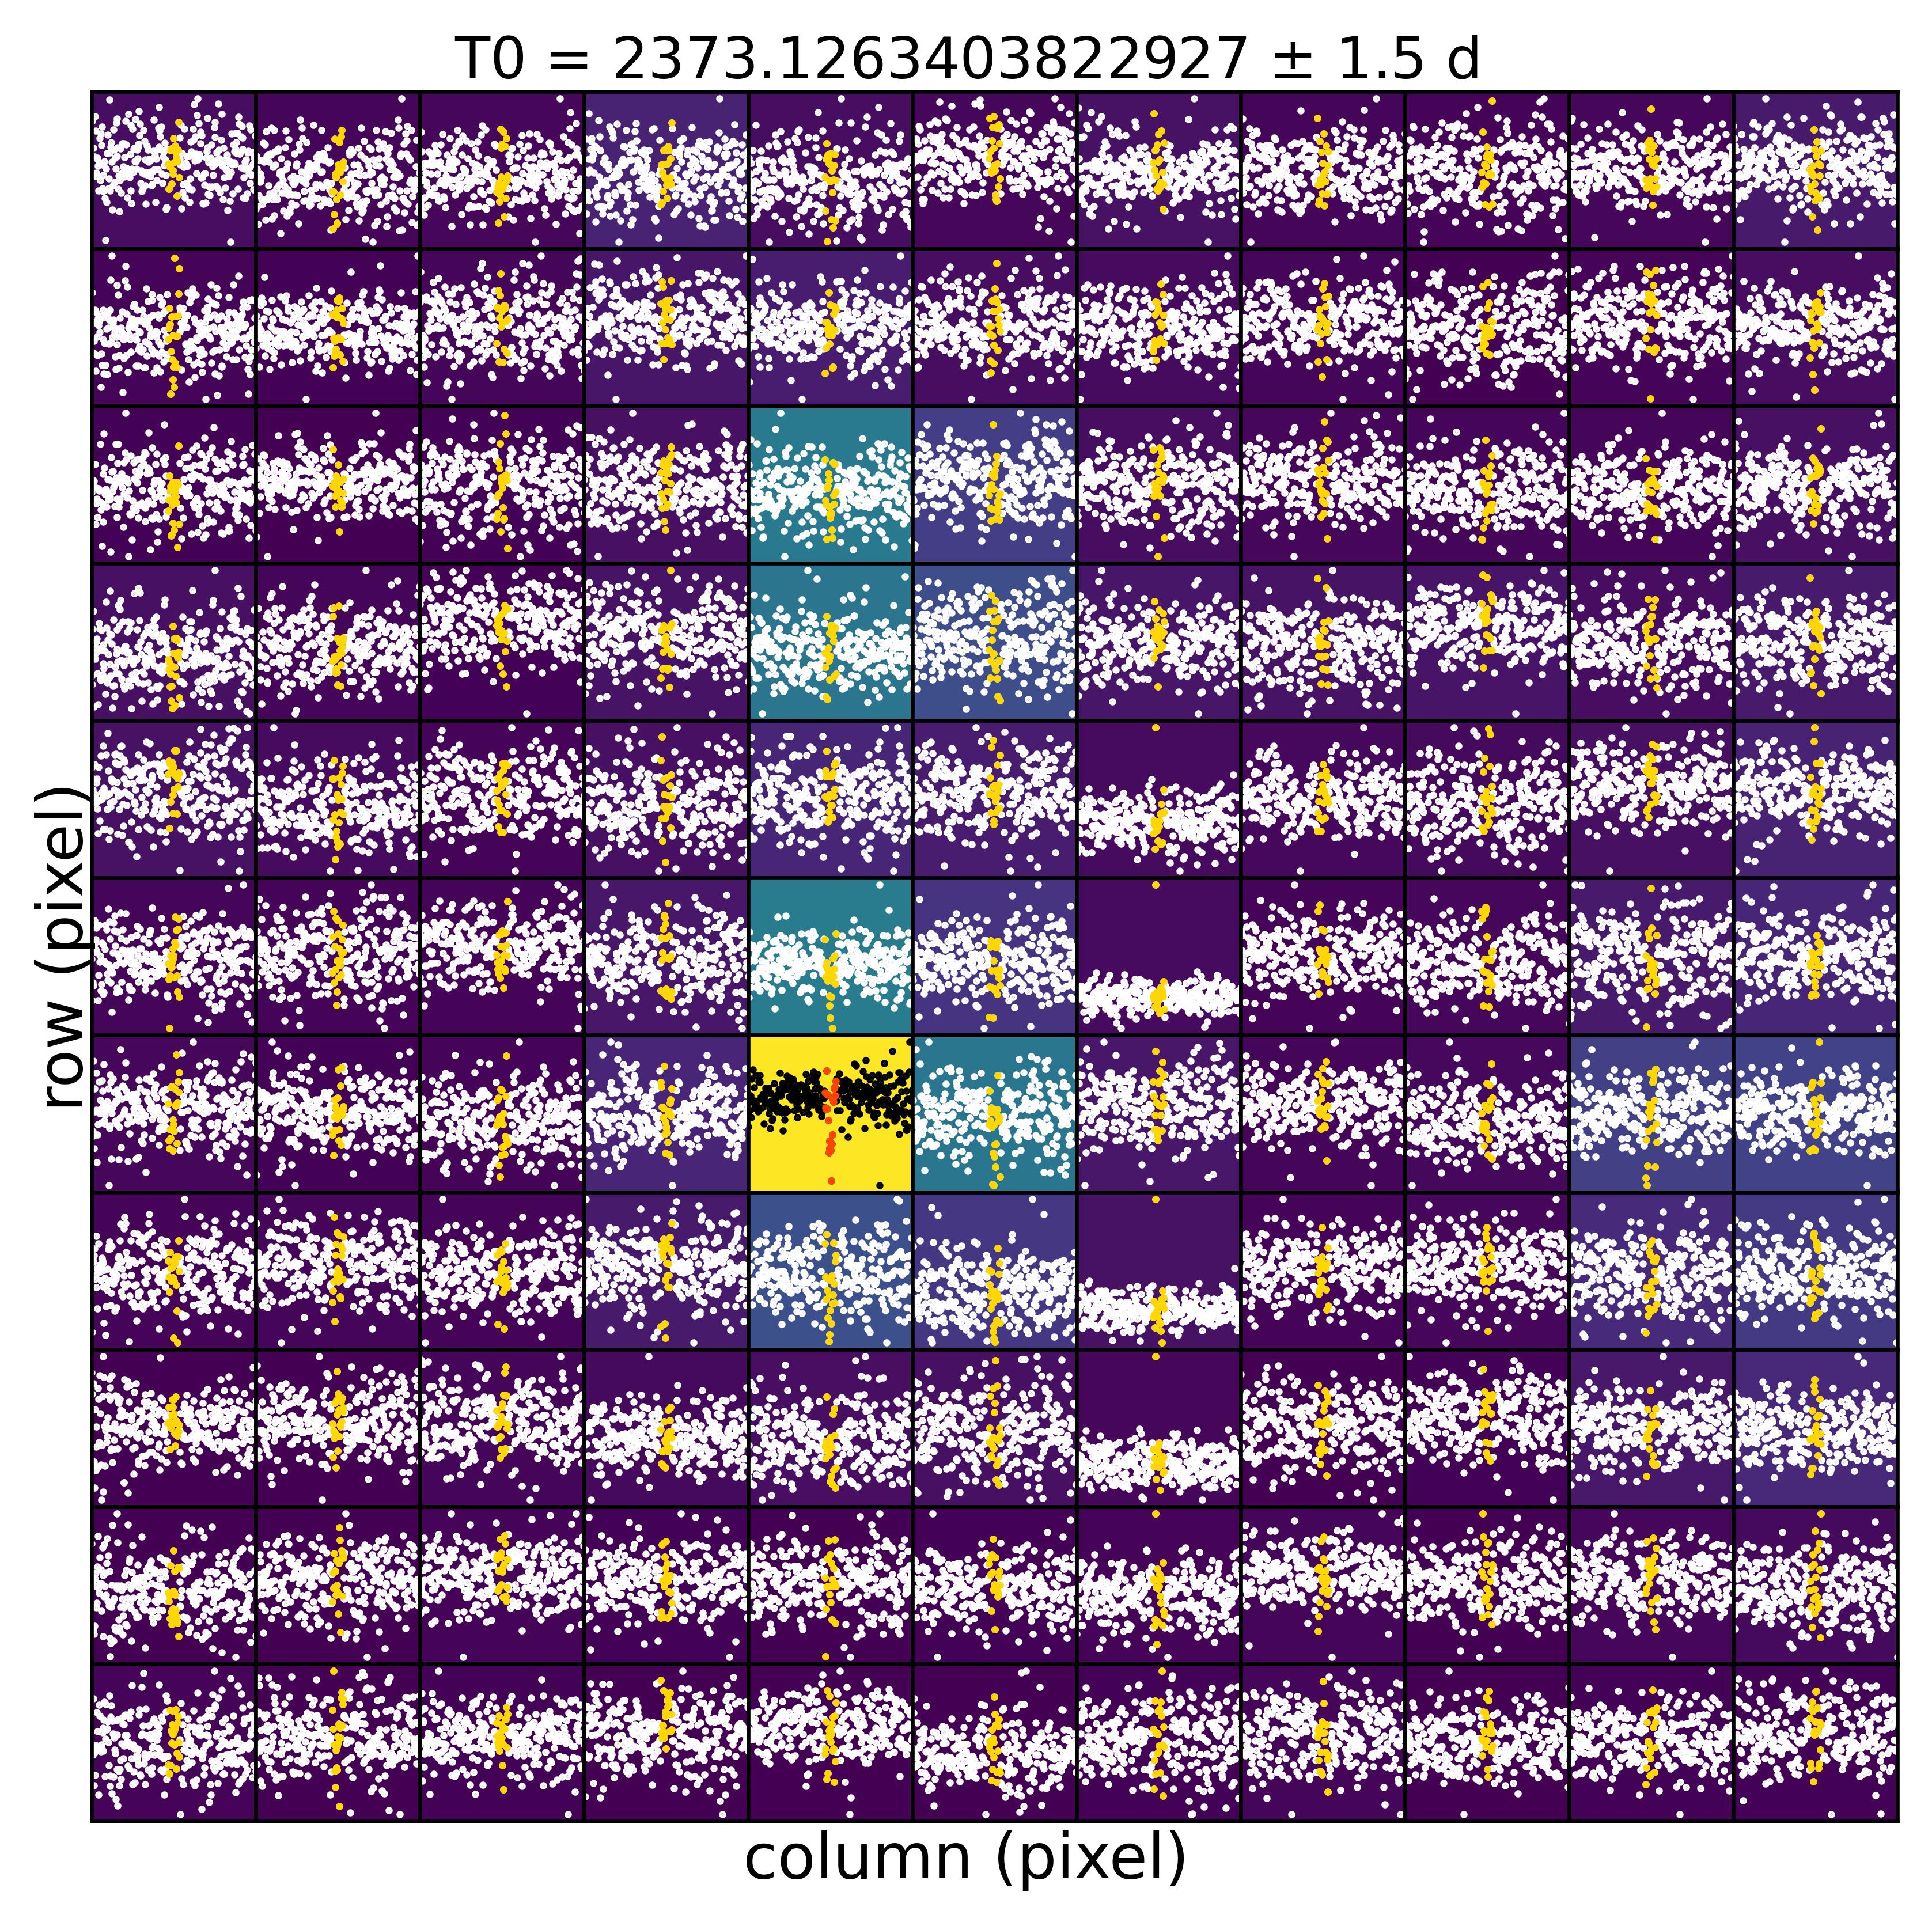 T0 = 2373.1263403822927 ± 1.5 d
row (pixel)
column (pixel)